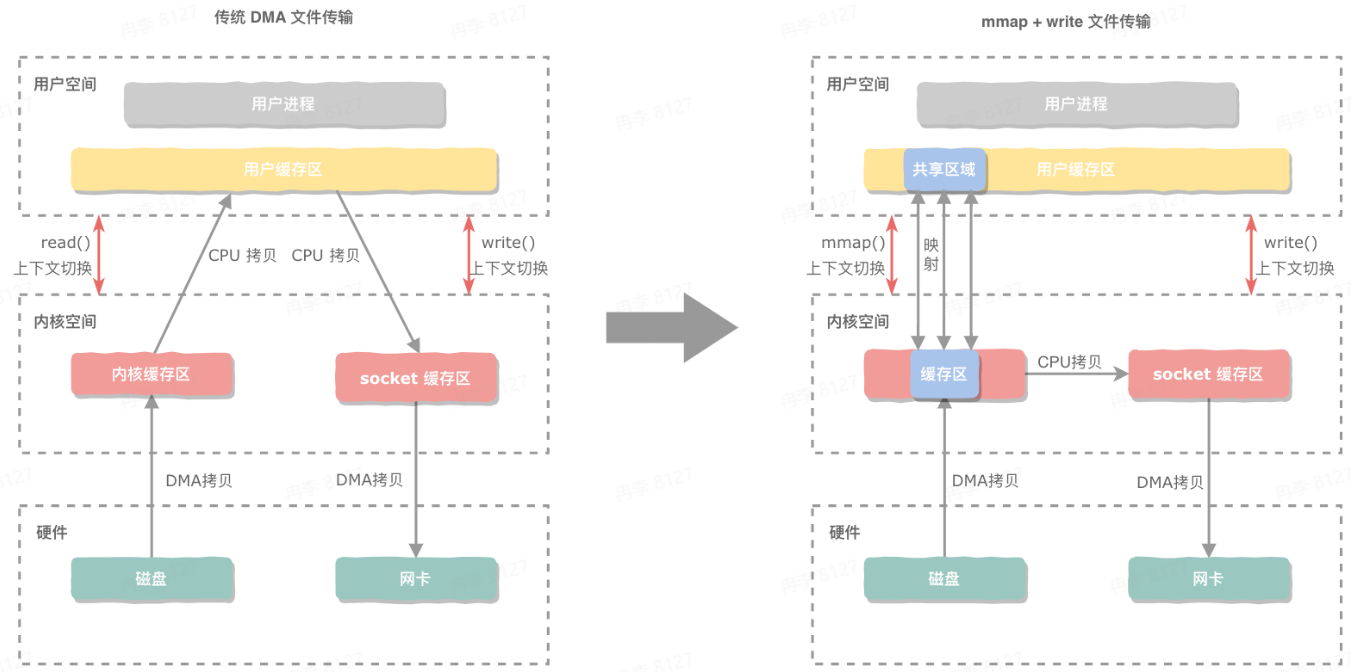 传统 DMA 文件传输
用户空间
用户进程
用户缓存区
read()
上下文切换
CPU 拷贝
CPU 拷贝
write()
上下文切换
内核空间
内核缓存区
socket 缓存区
DMA拷贝
DMA拷贝
硬件
磁盘
网卡
mmap + write 文件传输
用户空间
用户进程
共享区域
用户缓存区
mmap()
上下文切换
映
射
write()
上下文切换
内核空间
缓存区
CPU拷贝
socket 缓存区
DMA拷贝
DMA拷贝
硬件
磁盘
网卡
冉李 8127